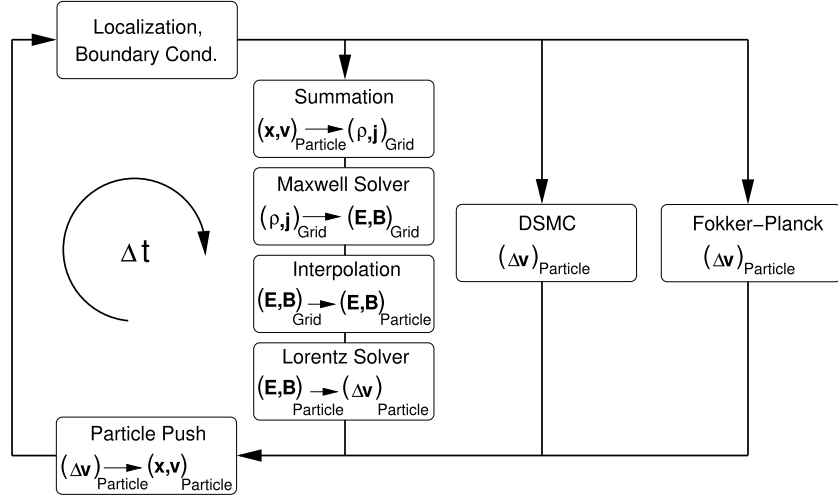 Localization,
Boundary Cond.
Summation
(x,v)Particle → (ρ,j)Grid
Maxwell Solver
(ρ,j)Grid → (E,B)Grid
Interpolation
(E,B)Grid → (E,B)Particle
Lorentz Solver
(E,B)Particle → (Δv)Particle
DSMC
(Δv)Particle
Fokker–Planck
(Δv)Particle
Δt
Particle Push
(Δv)Particle → (x,v)Particle